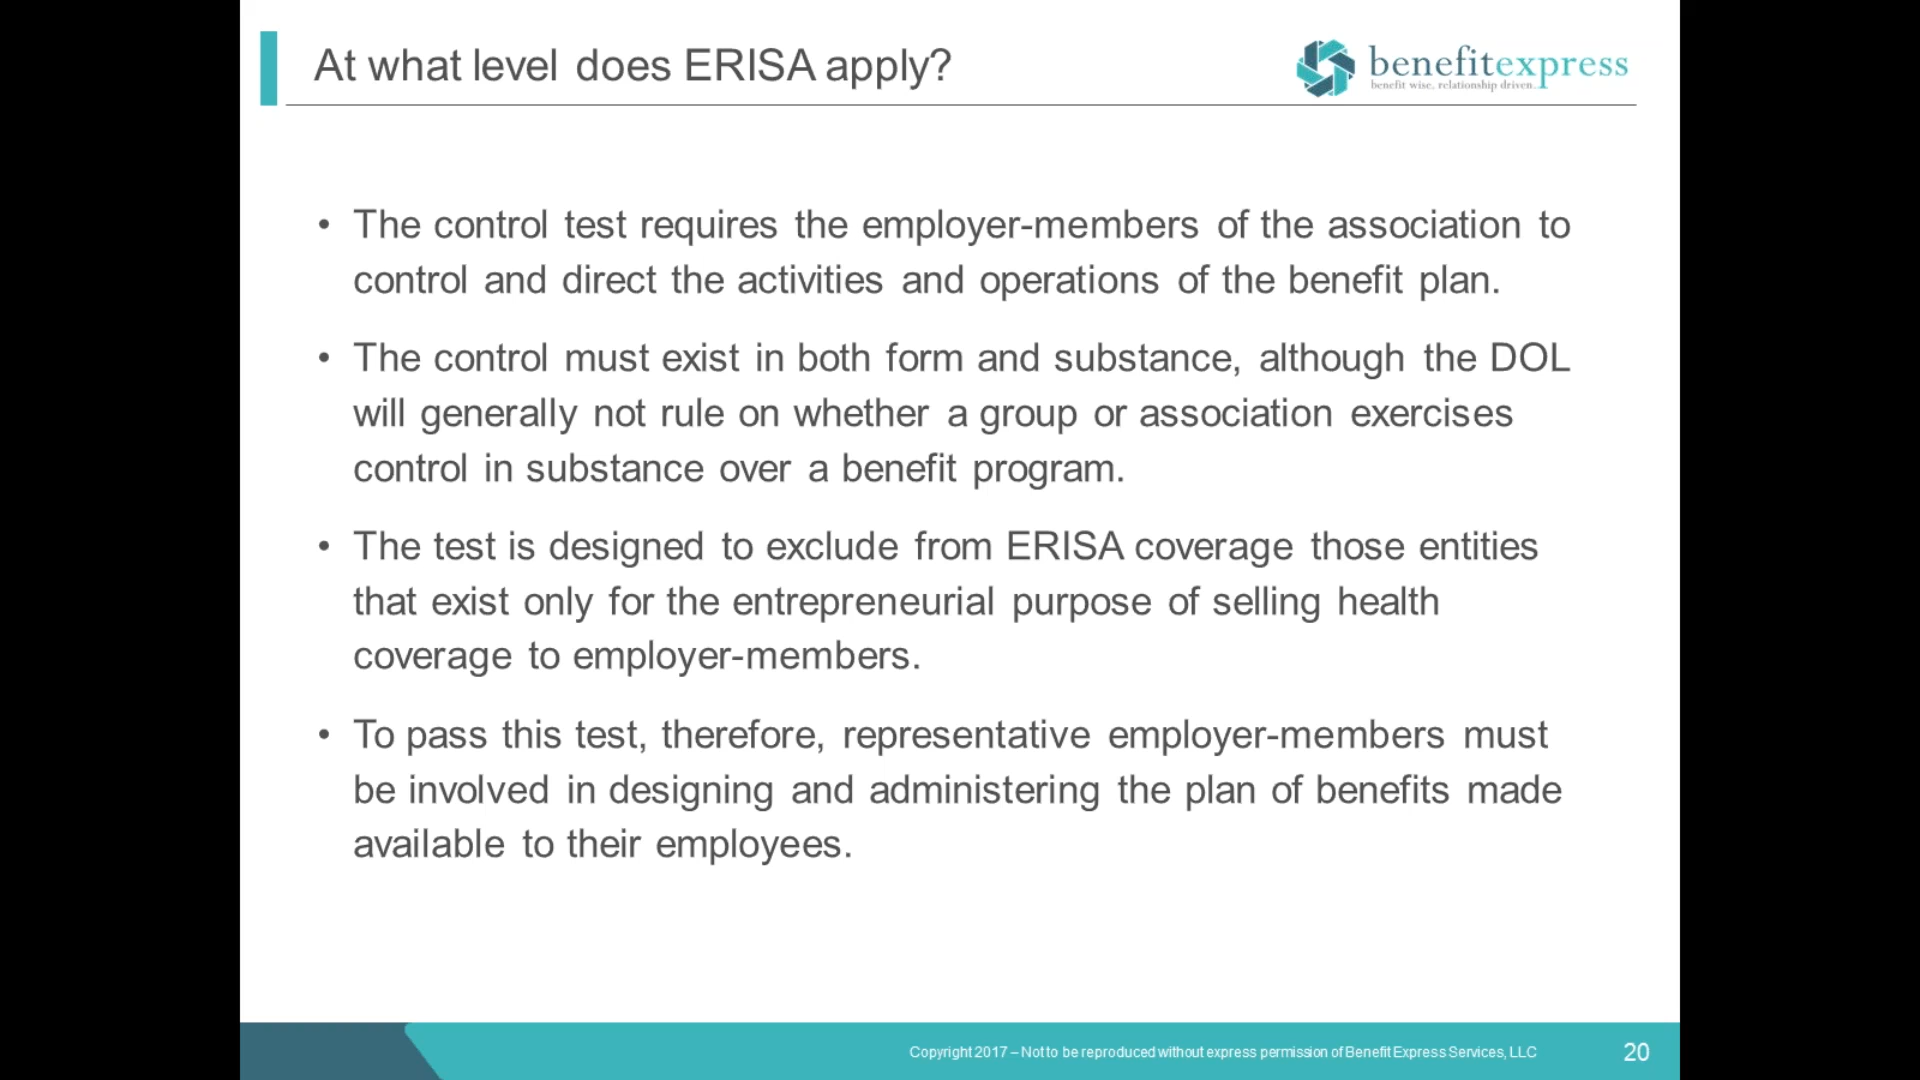 At what level does ERISA apply?
benefitexpress
benefit wise. relationship driven.
• The control test requires the employer-members of the association to
control and direct the activities and operations of the benefit plan.
• The control must exist in both form and substance, although the DOL
will generally not rule on whether a group or association exercises
control in substance over a benefit program.
• The test is designed to exclude from ERISA coverage those entities
that exist only for the entrepreneurial purpose of selling health
coverage to employer-members.
• To pass this test, therefore, representative employer-members must
be involved in designing and administering the plan of benefits made
available to their employees.
Copyright 2017 – Not to be reproduced without express permission of Benefit Express Services, LLC
20